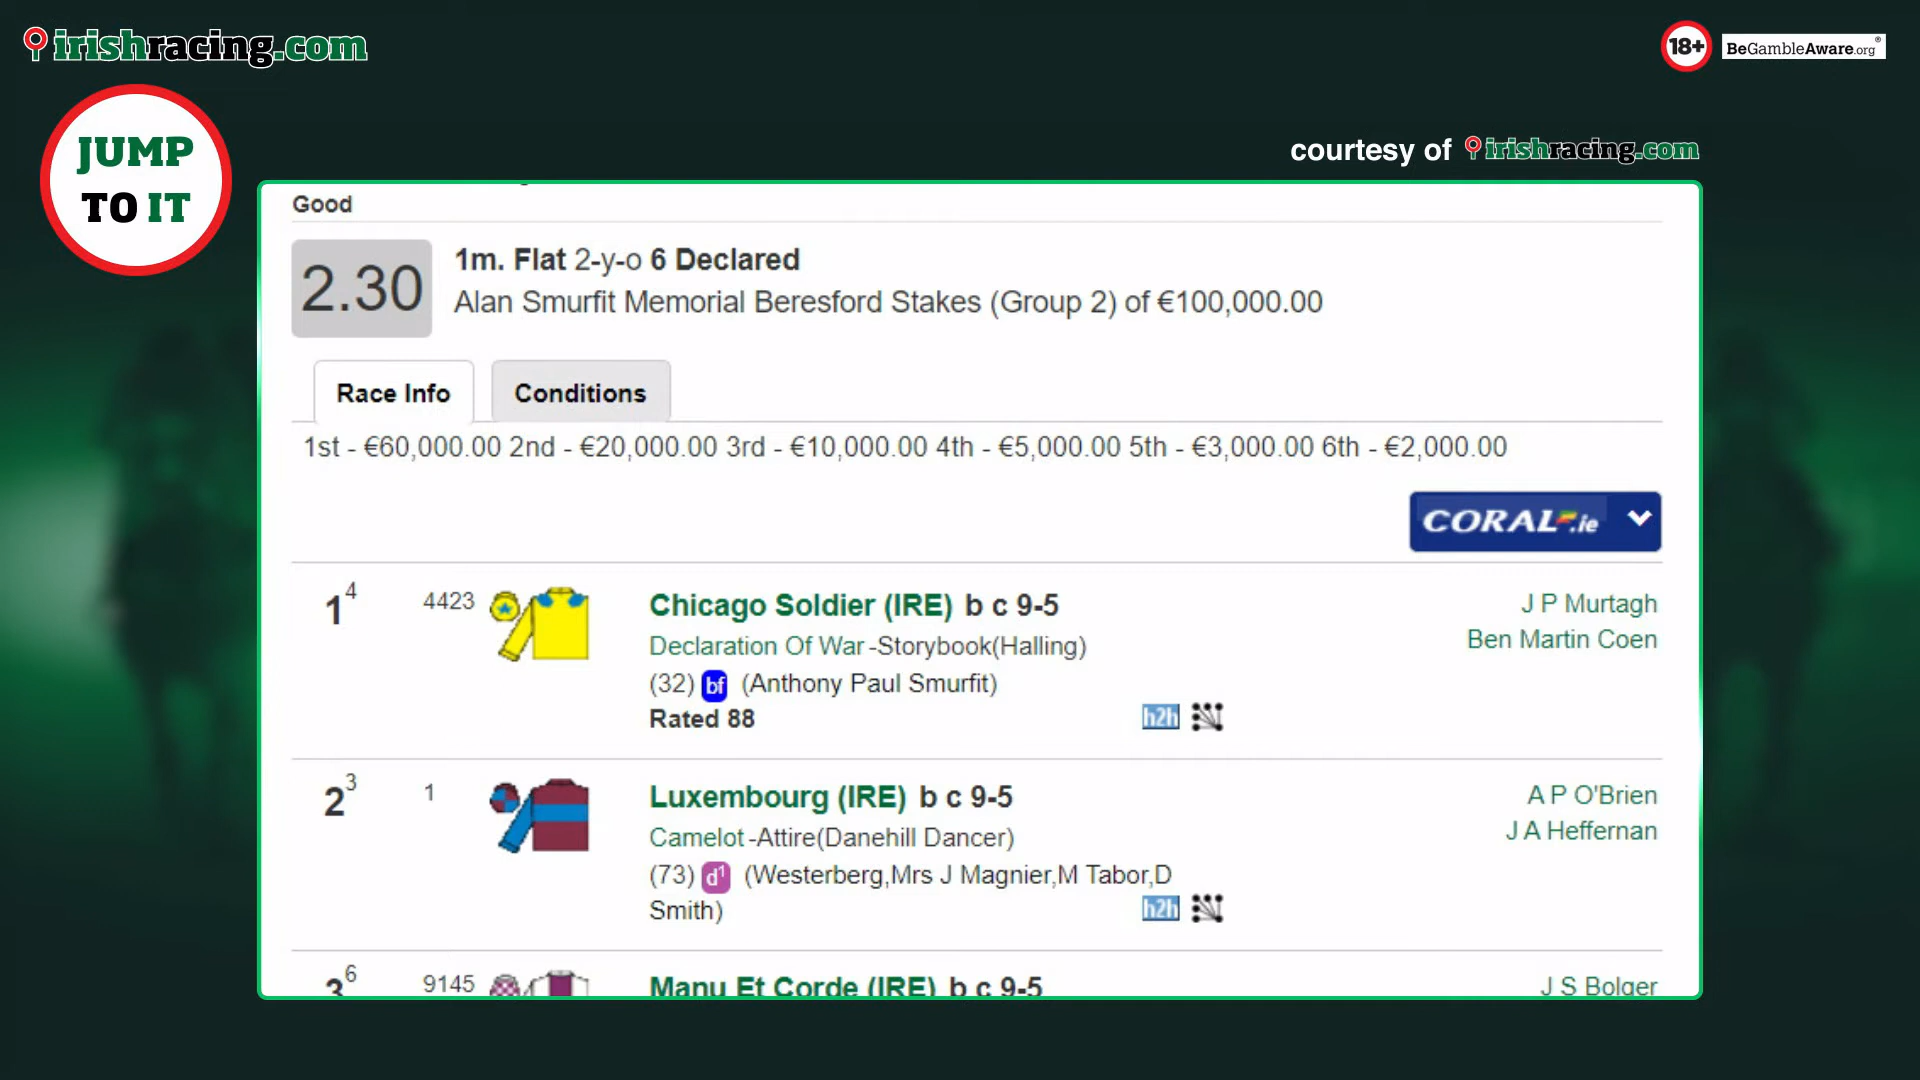 irishracing.com
18+ BeGambleAware.org®
JUMP
TO IT
courtesy of irishracing.com
Good
2.30
1m. Flat 2-y-o 6 Declared
Alan Smurfit Memorial Beresford Stakes (Group 2) of €100,000.00
Race Info Conditions
1st - €60,000.00 2nd - €20,000.00 3rd - €10,000.00 4th - €5,000.00 5th - €3,000.00 6th - €2,000.00
CORAL.ie
1 4 4423 Chicago Soldier (IRE) b c 9-5 J P Murtagh
Declaration Of War -Storybook(Halling) Ben Martin Coen
(32) bf (Anthony Paul Smurfit)
Rated 88 h2h
2 3 1 Luxembourg (IRE) b c 9-5 A P O'Brien
Camelot -Attire(Danehill Dancer) J A Heffernan
(73) d1 (Westerberg,Mrs J Magnier,M Tabor,D
Smith) h2h
3 6 9145 Manu Et Corde (IRE) b c 9-5 J S Bolger